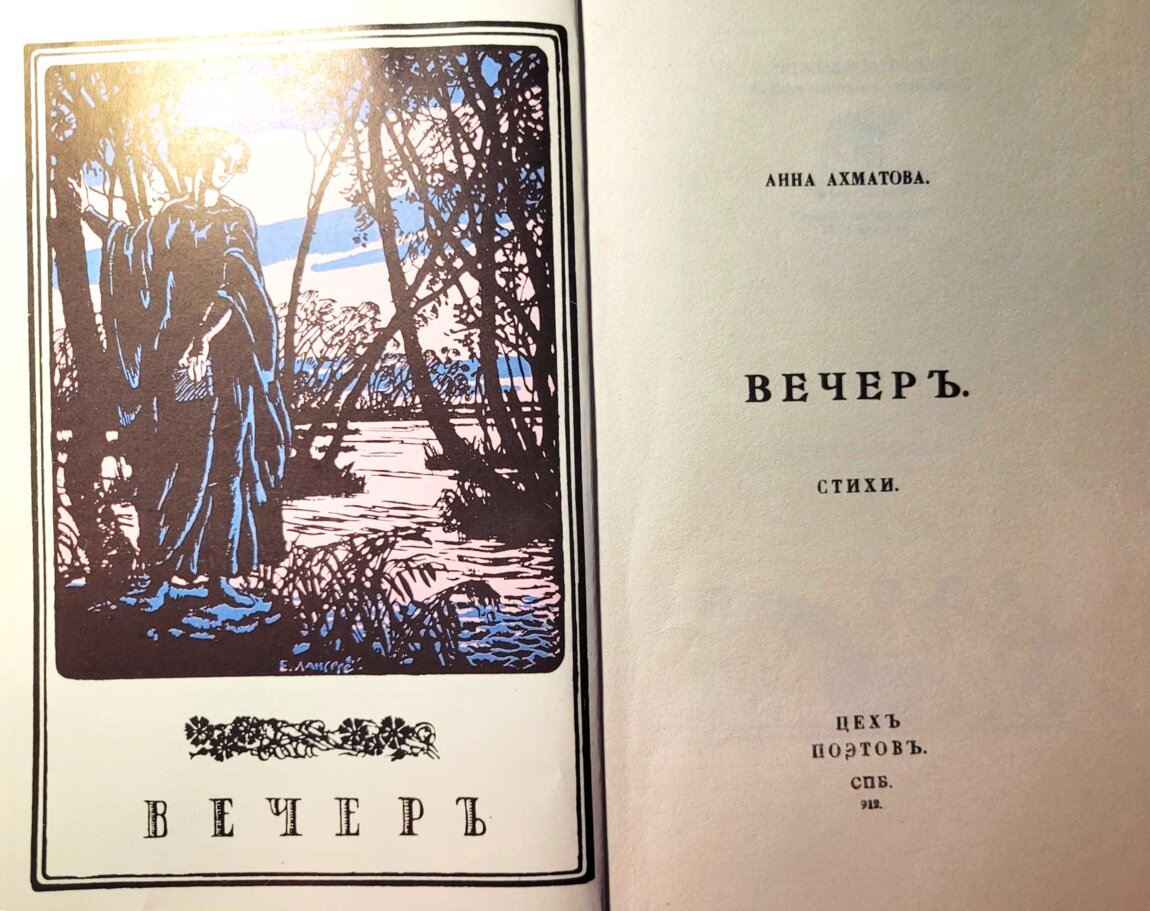 Е. ЛАНСЕРЕ
ВЕЧЕРЪ
АННА АХМАТОВА.
ВЕЧЕРЪ.
СТИХИ.
ЦЕХЪ
ПОЭТОВЪ.
СПБ.
912.